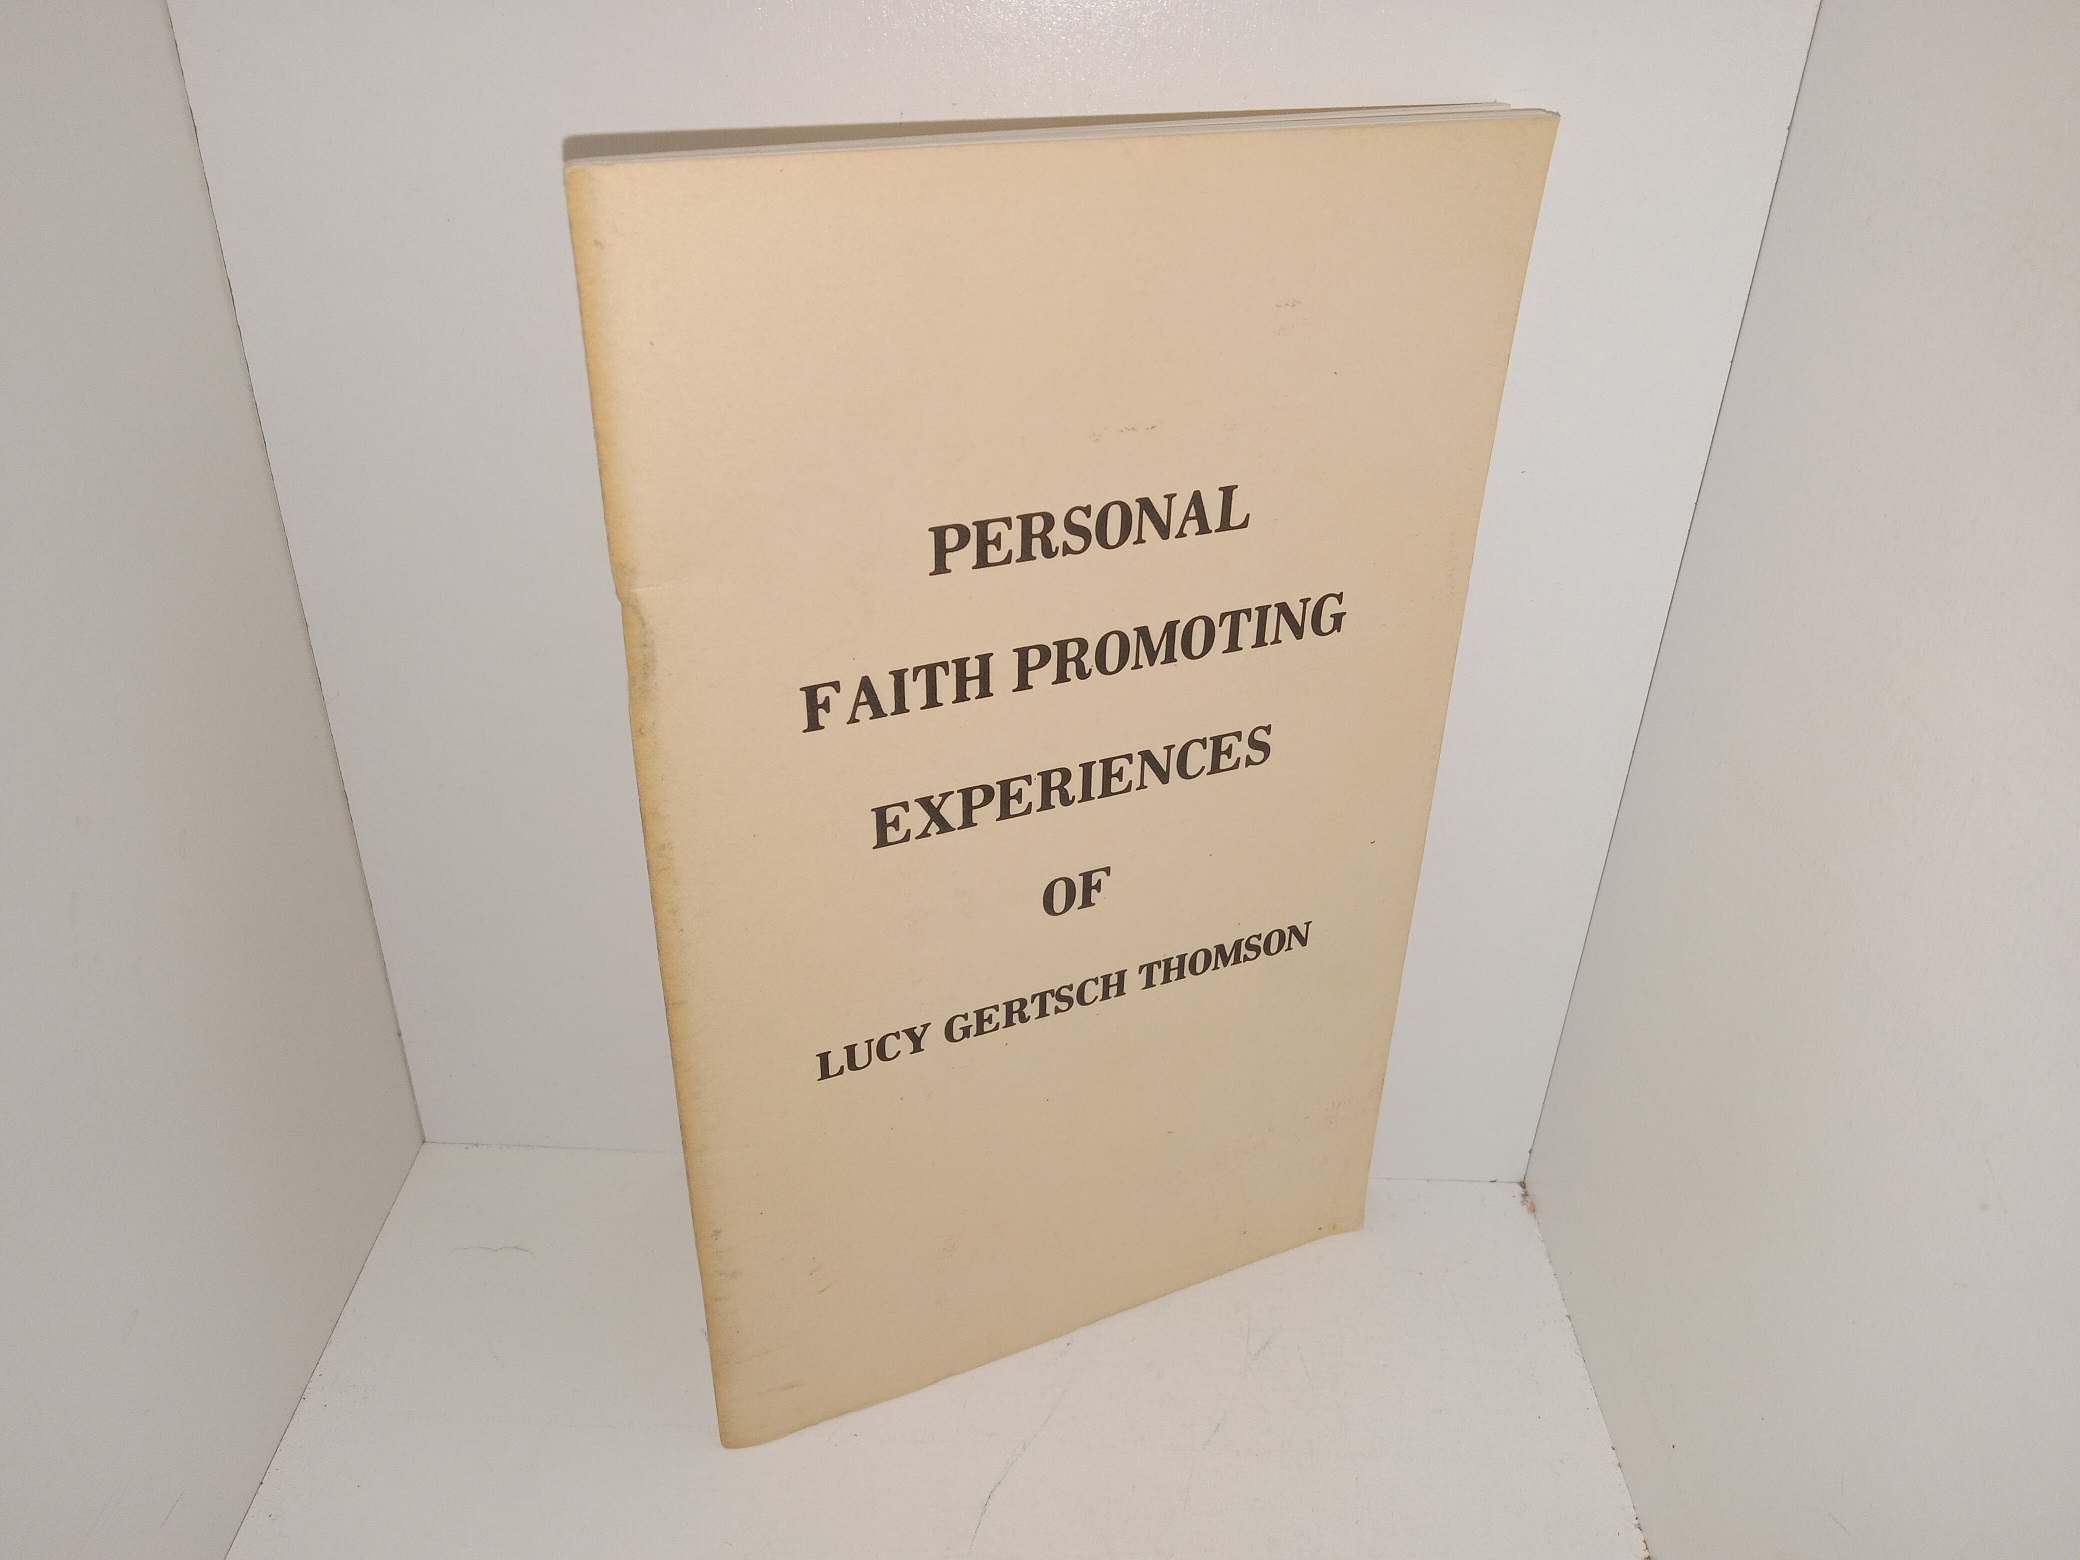 PERSONAL
FAITH PROMOTING
EXPERIENCES
OF
LUCY GERTSCH THOMSON